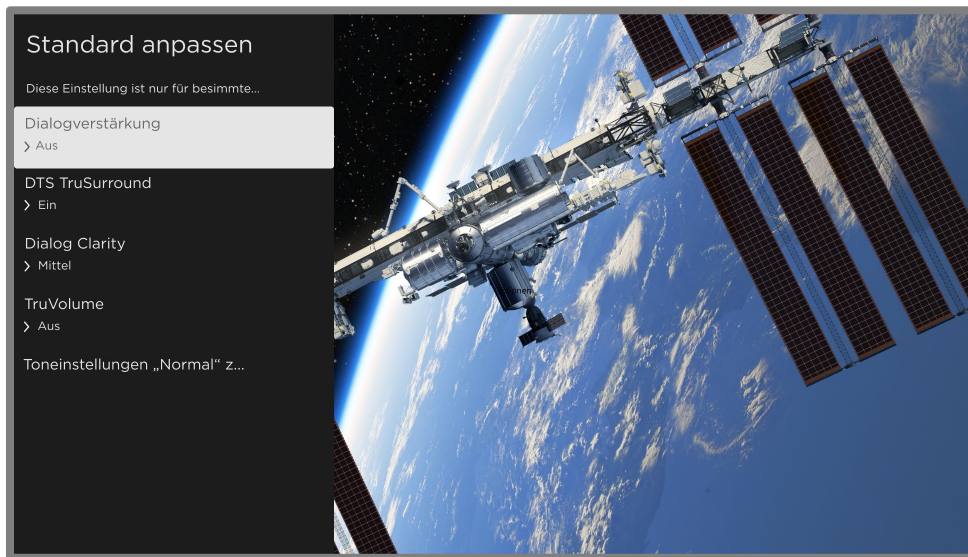 Standard anpassen
Diese Einstellung ist nur für besimmte...
Dialogverstärkung
Aus
DTS TruSurround
Ein
Dialog Clarity
Mittel
TruVolume
Aus
Toneinstellungen „Normal“ z...